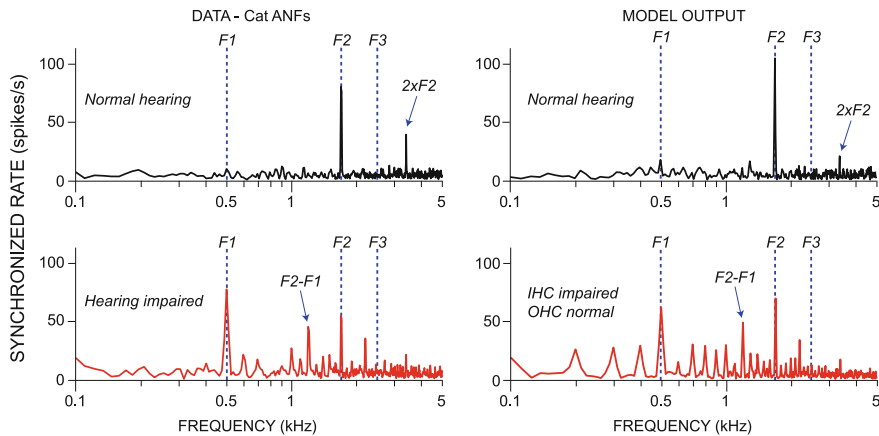 DATA - Cat ANFs
MODEL OUTPUT
F1
F2
F3
F1
F2
F3
100
50
0
Normal hearing
2xF2
100
50
0
Normal hearing
2xF2
0.1
0.5
1
5
0.1
0.5
1
5
SYNCHRONIZED RATE (spikes/s)
F1
F2
F3
F1
F2
F3
100
50
0
Hearing impaired
F2-F1
100
50
0
IHC impaired
OHC normal
F2-F1
0.1
0.5
1
5
0.1
0.5
1
5
FREQUENCY (kHz)
FREQUENCY (kHz)